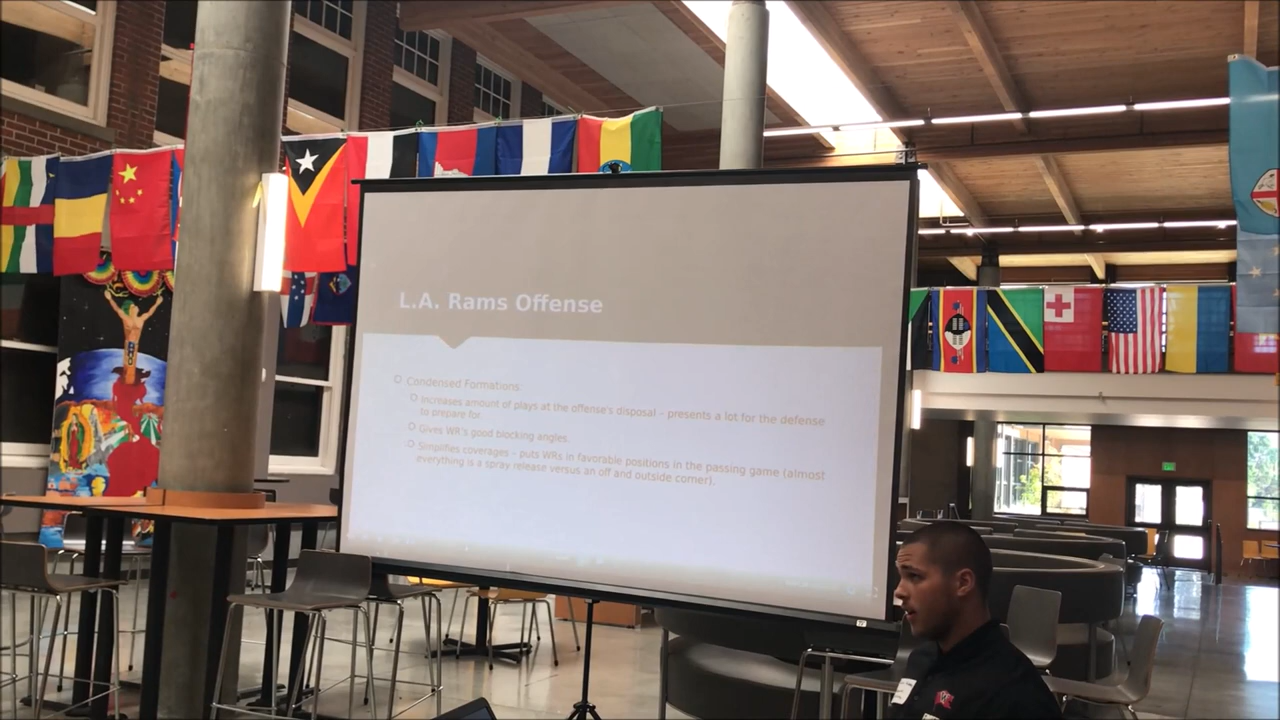 L.A. Rams Offense
Condensed Formations:
Increases amount of plays at the offense's disposal - presents a lot for the defense
to prepare for.
Gives WR's good blocking angles.
Simplifies coverages - puts WRs in favorable positions in the passing game (almost
everything is a spray release versus an off and outside corner).